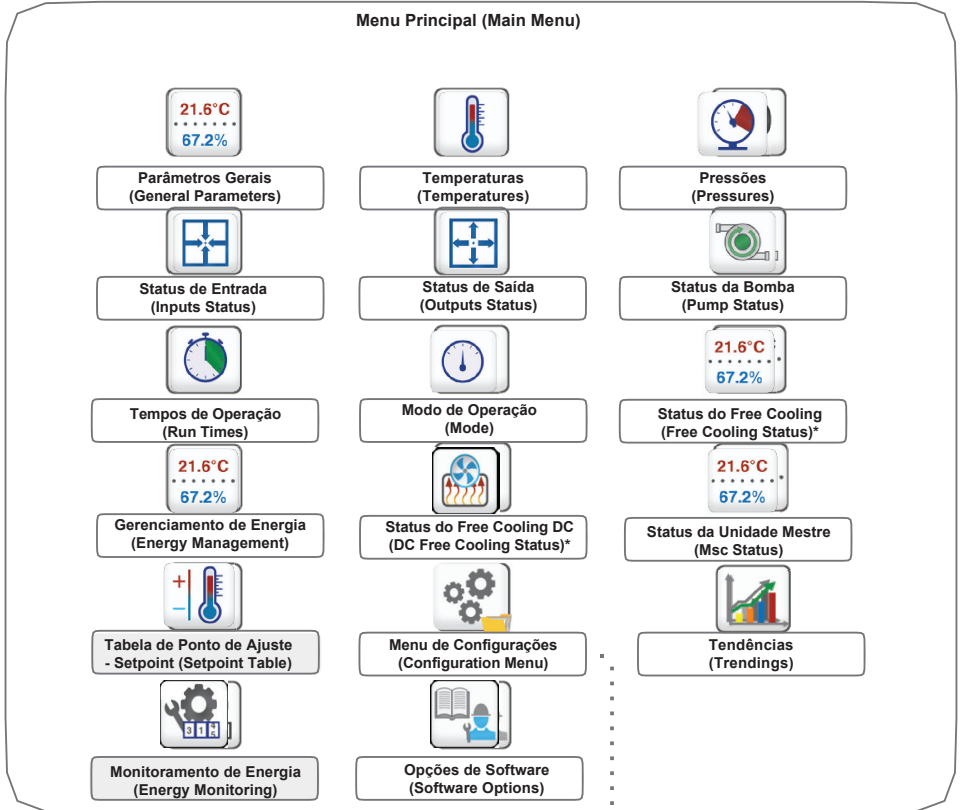 Menu Principal (Main Menu)
21.6°C
67.2%
Parâmetros Gerais
(General Parameters)
Temperaturas
(Temperatures)
Pressões
(Pressures)
Status de Entrada
(Inputs Status)
Status de Saída
(Outputs Status)
Status da Bomba
(Pump Status)
21.6°C
67.2%
Tempos de Operação
(Run Times)
Modo de Operação
(Mode)
Status do Free Cooling
(Free Cooling Status)*
21.6°C
67.2%
21.6°C
67.2%
Gerenciamento de Energia
(Energy Management)
Status do Free Cooling DC
(DC Free Cooling Status)*
Status da Unidade Mestre
(Msc Status)
Tabela de Ponto de Ajuste
- Setpoint (Setpoint Table)
Menu de Configurações
(Configuration Menu)
Tendências
(Trendings)
3 1 4
5
Monitoramento de Energia
(Energy Monitoring)
Opções de Software
(Software Options)